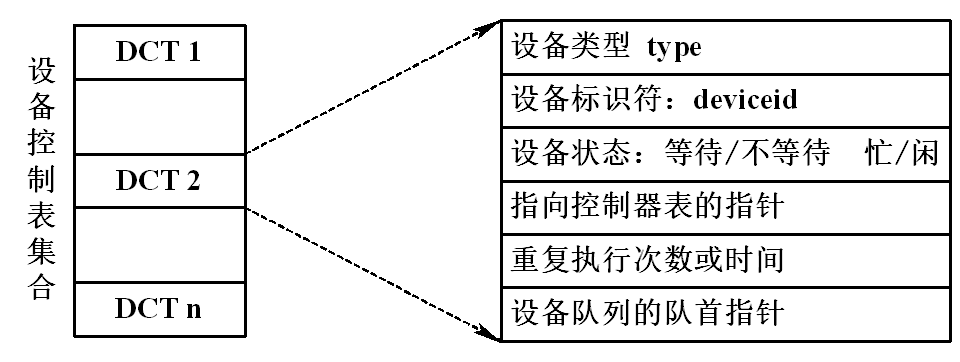 设备控制表集合
DCT 1
DCT 2
DCT n
设备类型 type
设备标识符：deviceid
设备状态：等待/不等待 忙/闲
指向控制器表的指针
重复执行次数或时间
设备队列的队首指针